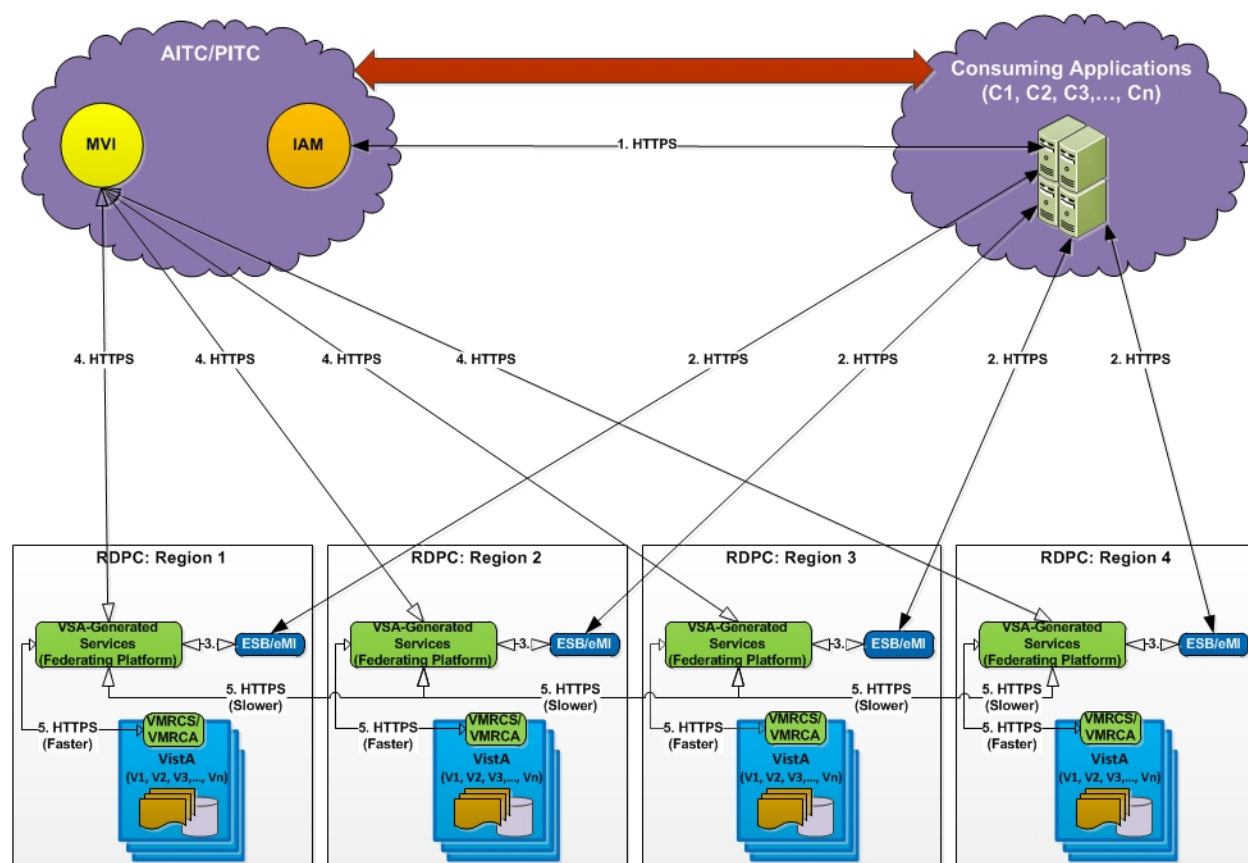 AITC/PITC
Consuming Applications
(C1, C2, C3,..., Cn)
MVI
IAM
1. HTTPS
4. HTTPS
4. HTTPS
4. HTTPS
4. HTTPS
2. HTTPS
2. HTTPS
2. HTTPS
2. HTTPS
RDPC: Region 1
VSA-Generated
Services
(Federating Platform)
3.
ESB/eMI
5. HTTPS
(Slower)
5. HTTPS
(Faster)
VMRCS/
VMRCA
VistA
(V1, V2, V3,..., Vn)
RDPC: Region 2
VSA-Generated
Services
(Federating Platform)
3.
ESB/eMI
5. HTTPS
(Slower)
5. HTTPS
(Faster)
VMRCS/
VMRCA
VistA
(V1, V2, V3,..., Vn)
RDPC: Region 3
VSA-Generated
Services
(Federating Platform)
3.
ESB/eMI
5. HTTPS
(Slower)
5. HTTPS
(Faster)
VMRCS/
VMRCA
VistA
(V1, V2, V3,..., Vn)
RDPC: Region 4
VSA-Generated
Services
(Federating Platform)
3.
ESB/eMI
5. HTTPS
(Slower)
5. HTTPS
(Faster)
VMRCS/
VMRCA
VistA
(V1, V2, V3,..., Vn)